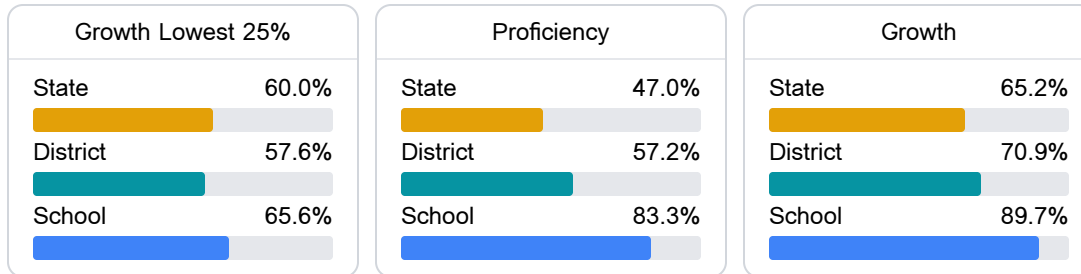 Growth Lowest 25%
State 60.0%
District 57.6%
School 65.6%
Proficiency
State 47.0%
District 57.2%
School 83.3%
Growth
State 65.2%
District 70.9%
School 89.7%